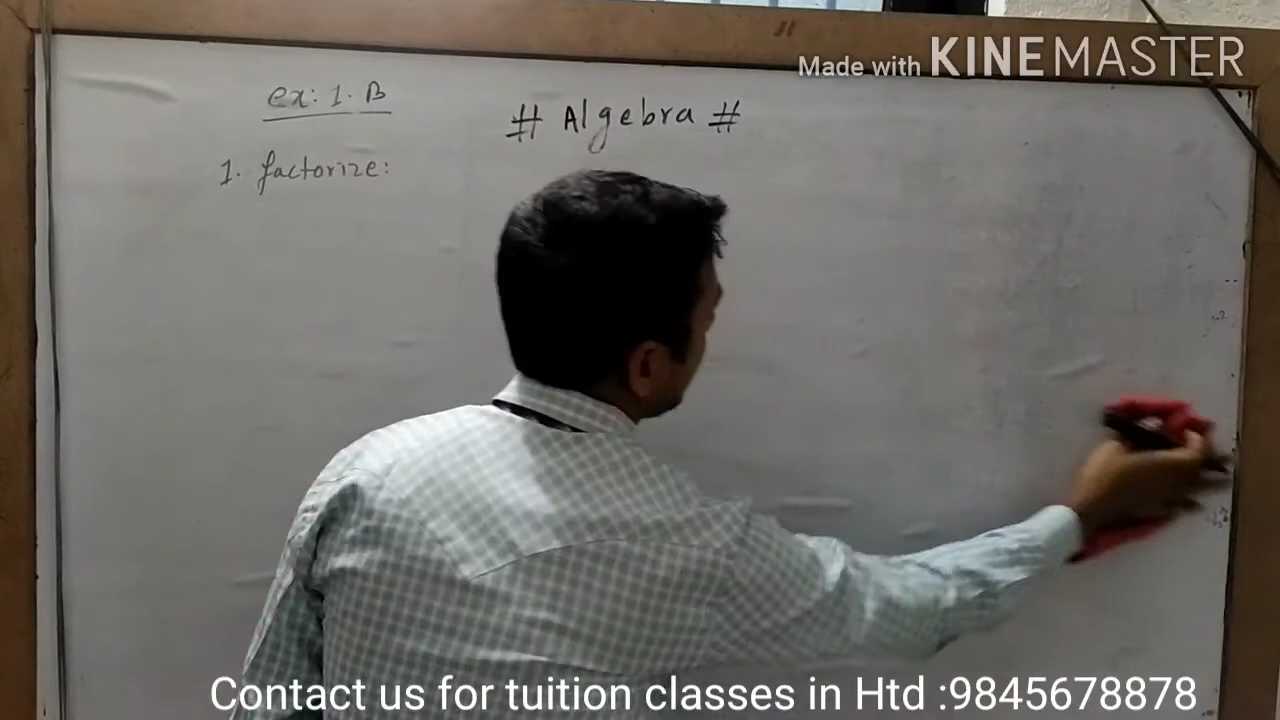 Made with KINEMASTER
ex: 1. B
# Algebra #
1. factorize:
Contact us for tuition classes in Htd :9845678878